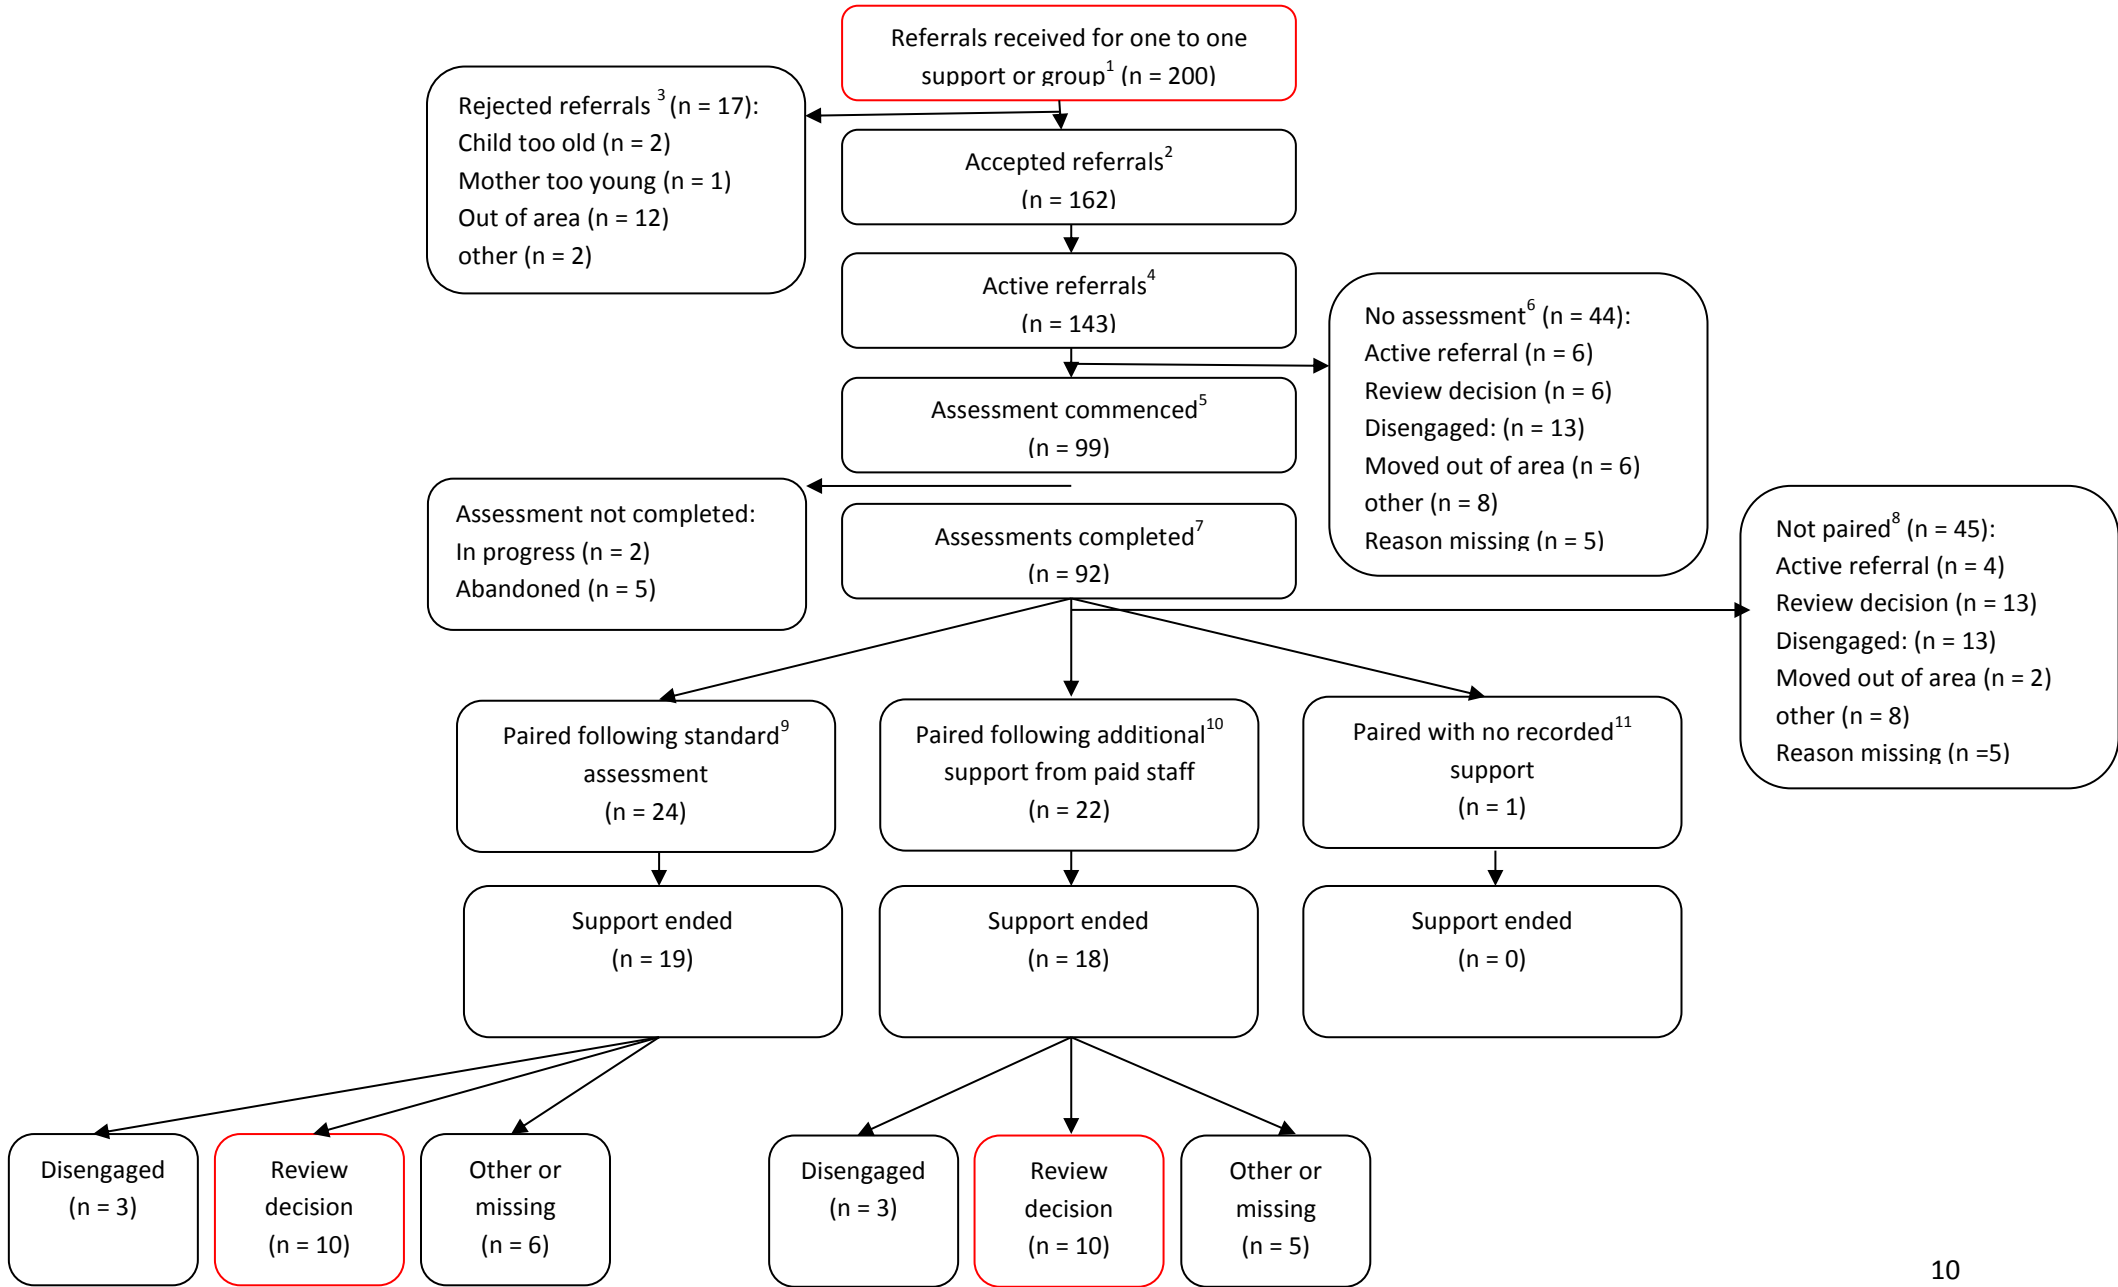 Referrals received for one to one
support or group1 (n = 200)
Rejected referrals 3 (n = 17):
Child too old (n = 2)
Mother too young (n = 1)
Out of area (n = 12)
other (n = 2)
Accepted referrals2
(n = 162)
Active referrals4
(n = 143)
No assessment6 (n = 44):
Active referral (n = 6)
Review decision (n = 6)
Disengaged: (n = 13)
Moved out of area (n = 6)
other (n = 8)
Reason missing (n = 5)
Assessment commenced5
(n = 99)
Assessment not completed:
In progress (n = 2)
Abandoned (n = 5)
Assessments completed7
(n = 92)
Not paired8 (n = 45):
Active referral (n = 4)
Review decision (n = 13)
Disengaged: (n = 13)
Moved out of area (n = 2)
other (n = 8)
Reason missing (n =5)
Paired following standard9
assessment
(n = 24)
Paired following additional10
support from paid staff
(n = 22)
Paired with no recorded11
support
(n = 1)
Support ended
(n = 19)
Support ended
(n = 18)
Support ended
(n = 0)
Disengaged
(n = 3)
Review
decision
(n = 10)
Other or
missing
(n = 6)
Disengaged
(n = 3)
Review
decision
(n = 10)
Other or
missing
(n = 5)
10